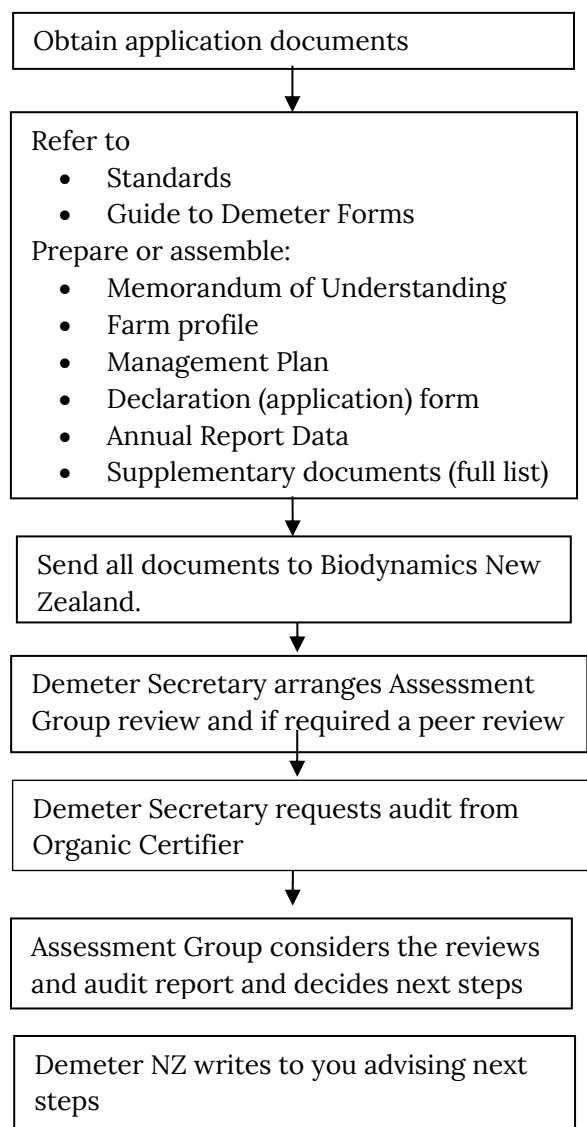 Obtain application documents
Refer to
• Standards
• Guide to Demeter Forms
Prepare or assemble:
• Memorandum of Understanding
• Farm profile
• Management Plan
• Declaration (application) form
• Annual Report Data
• Supplementary documents (full list)
Send all documents to Biodynamics New
Zealand.
Demeter Secretary arranges Assessment
Group review and if required a peer review
Demeter Secretary requests audit from
Organic Certifier
Assessment Group considers the reviews
and audit report and decides next steps
Demeter NZ writes to you advising next
steps